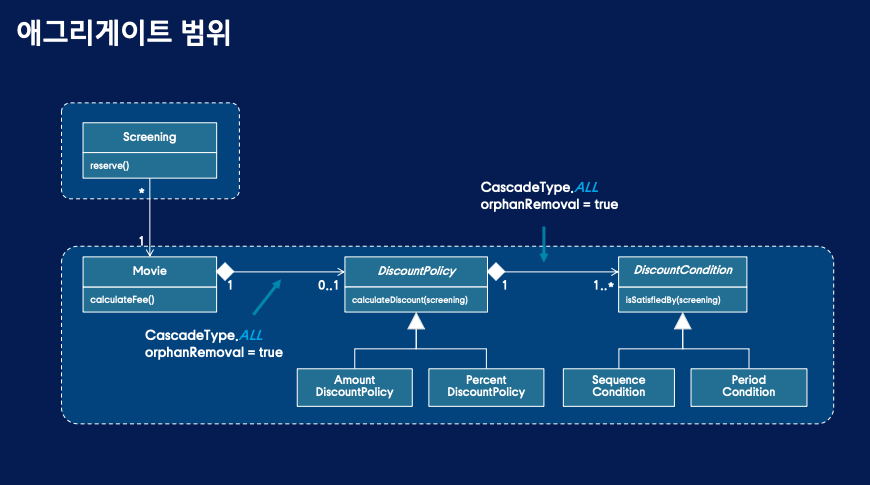 애그리게이트 범위
Screening
reserve()
*
1
CascadeType.ALL
orphanRemoval = true
Movie
calculateFee()
1
0..1
DiscountPolicy
calculateDiscount(screening)
1
1..*
DiscountCondition
isSatisfiedBy(screening)
CascadeType.ALL
orphanRemoval = true
Amount
DiscountPolicy
Percent
DiscountPolicy
Sequence
Condition
Period
Condition